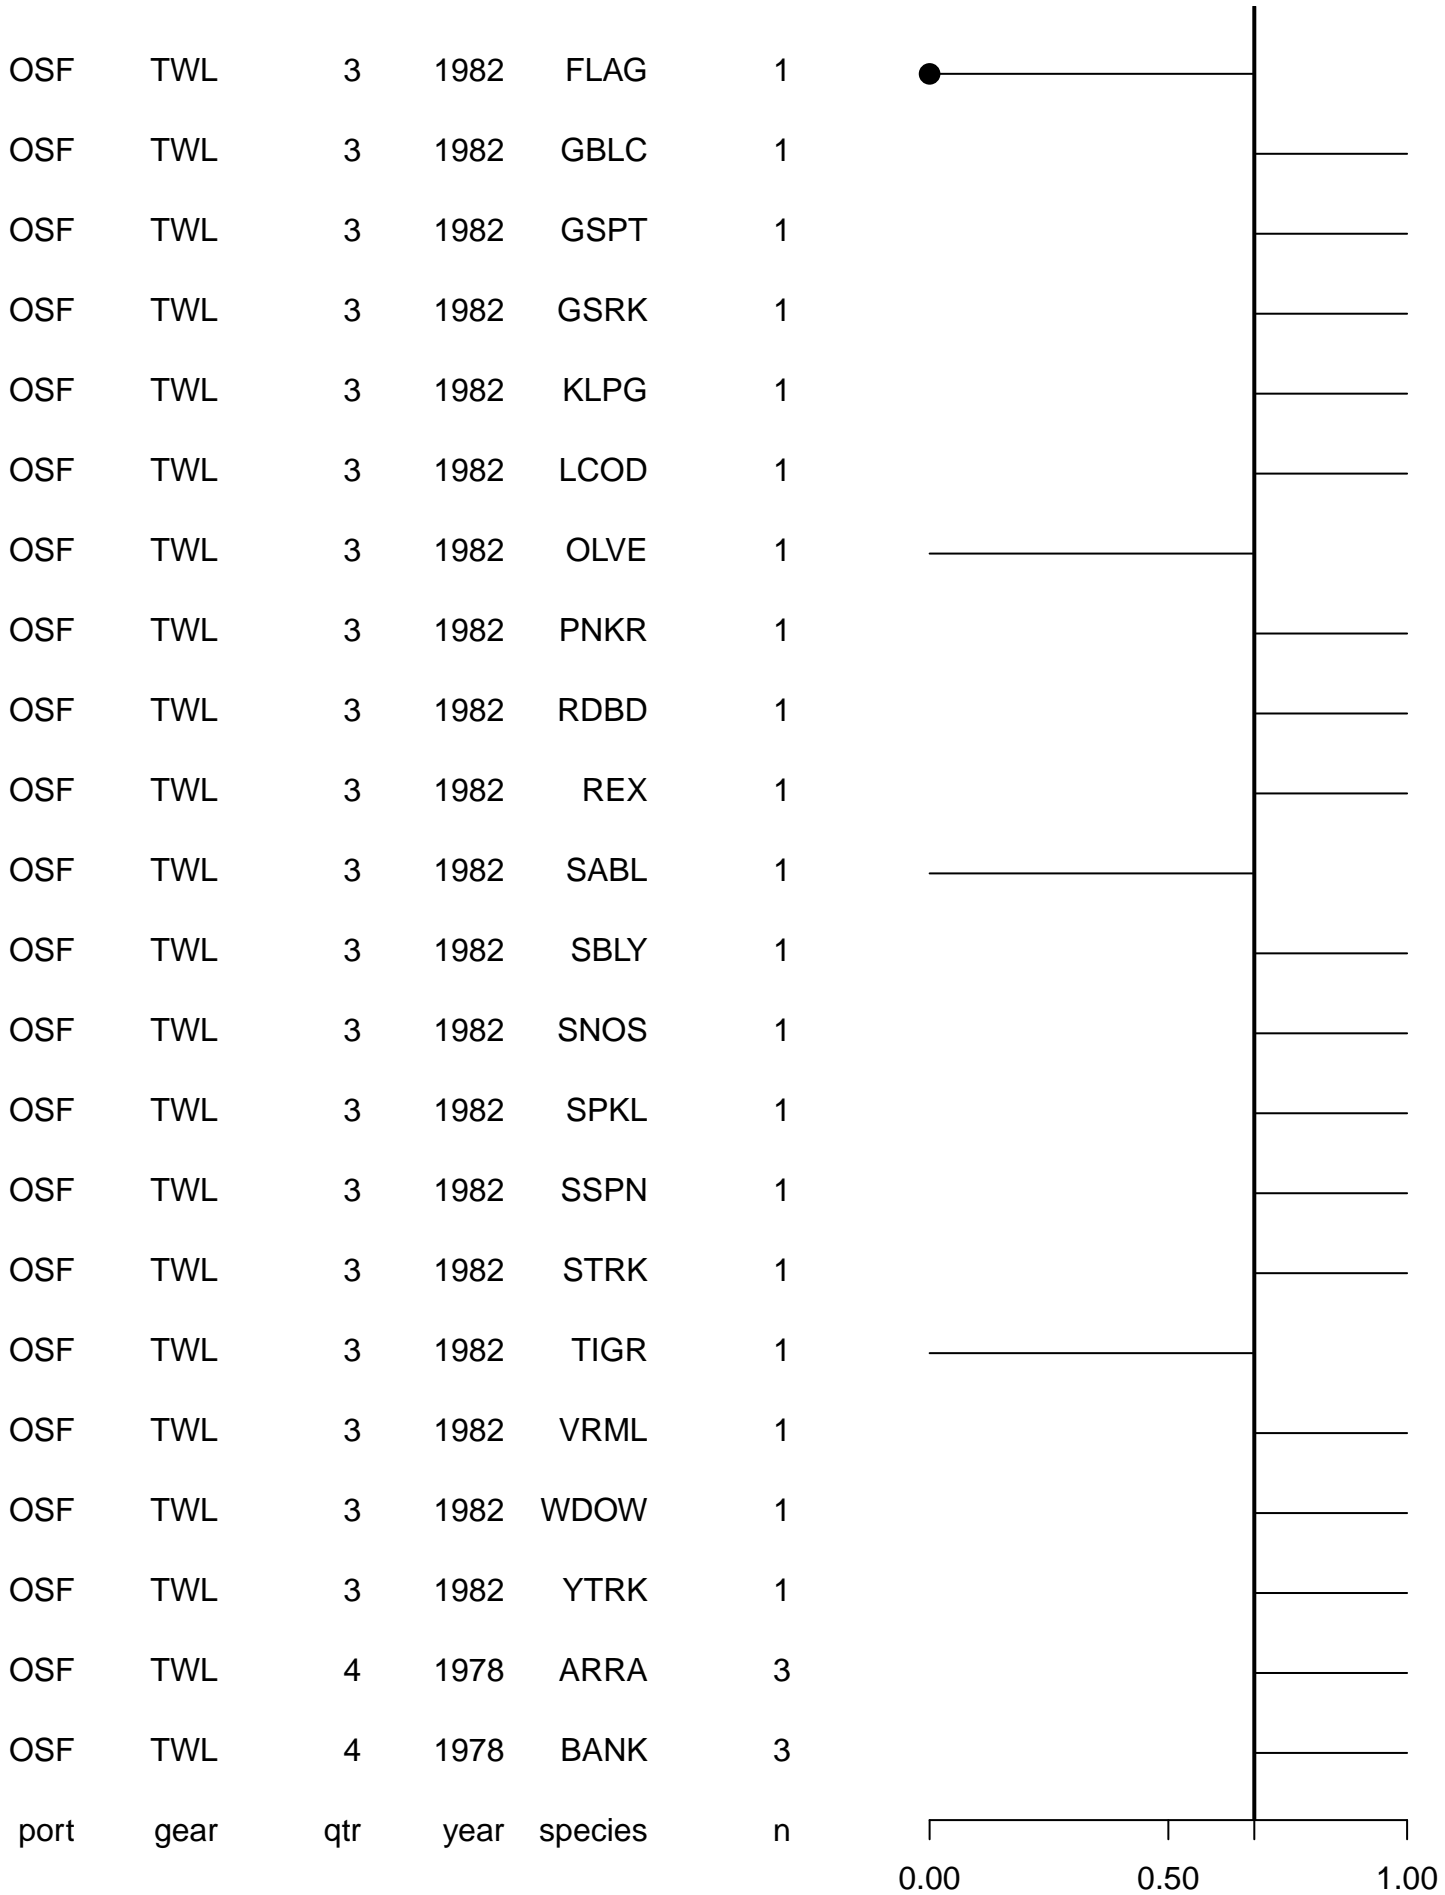 OSF TWL 3 1982 FLAG 1
OSF TWL 3 1982 GBLC 1
OSF TWL 3 1982 GSPT 1
OSF TWL 3 1982 GSRK 1
OSF TWL 3 1982 KLPG 1
OSF TWL 3 1982 LCOD 1
OSF TWL 3 1982 OLVE 1
OSF TWL 3 1982 PNKR 1
OSF TWL 3 1982 RDBD 1
OSF TWL 3 1982 REX 1
OSF TWL 3 1982 SABL 1
OSF TWL 3 1982 SBLY 1
OSF TWL 3 1982 SNOS 1
OSF TWL 3 1982 SPKL 1
OSF TWL 3 1982 SSPN 1
OSF TWL 3 1982 STRK 1
OSF TWL 3 1982 TIGR 1
OSF TWL 3 1982 VRML 1
OSF TWL 3 1982 WDOW 1
OSF TWL 3 1982 YTRK 1
OSF TWL 4 1978 ARRA 3
OSF TWL 4 1978 BANK 3
port gear qtr year species n
0.00 0.50 1.00